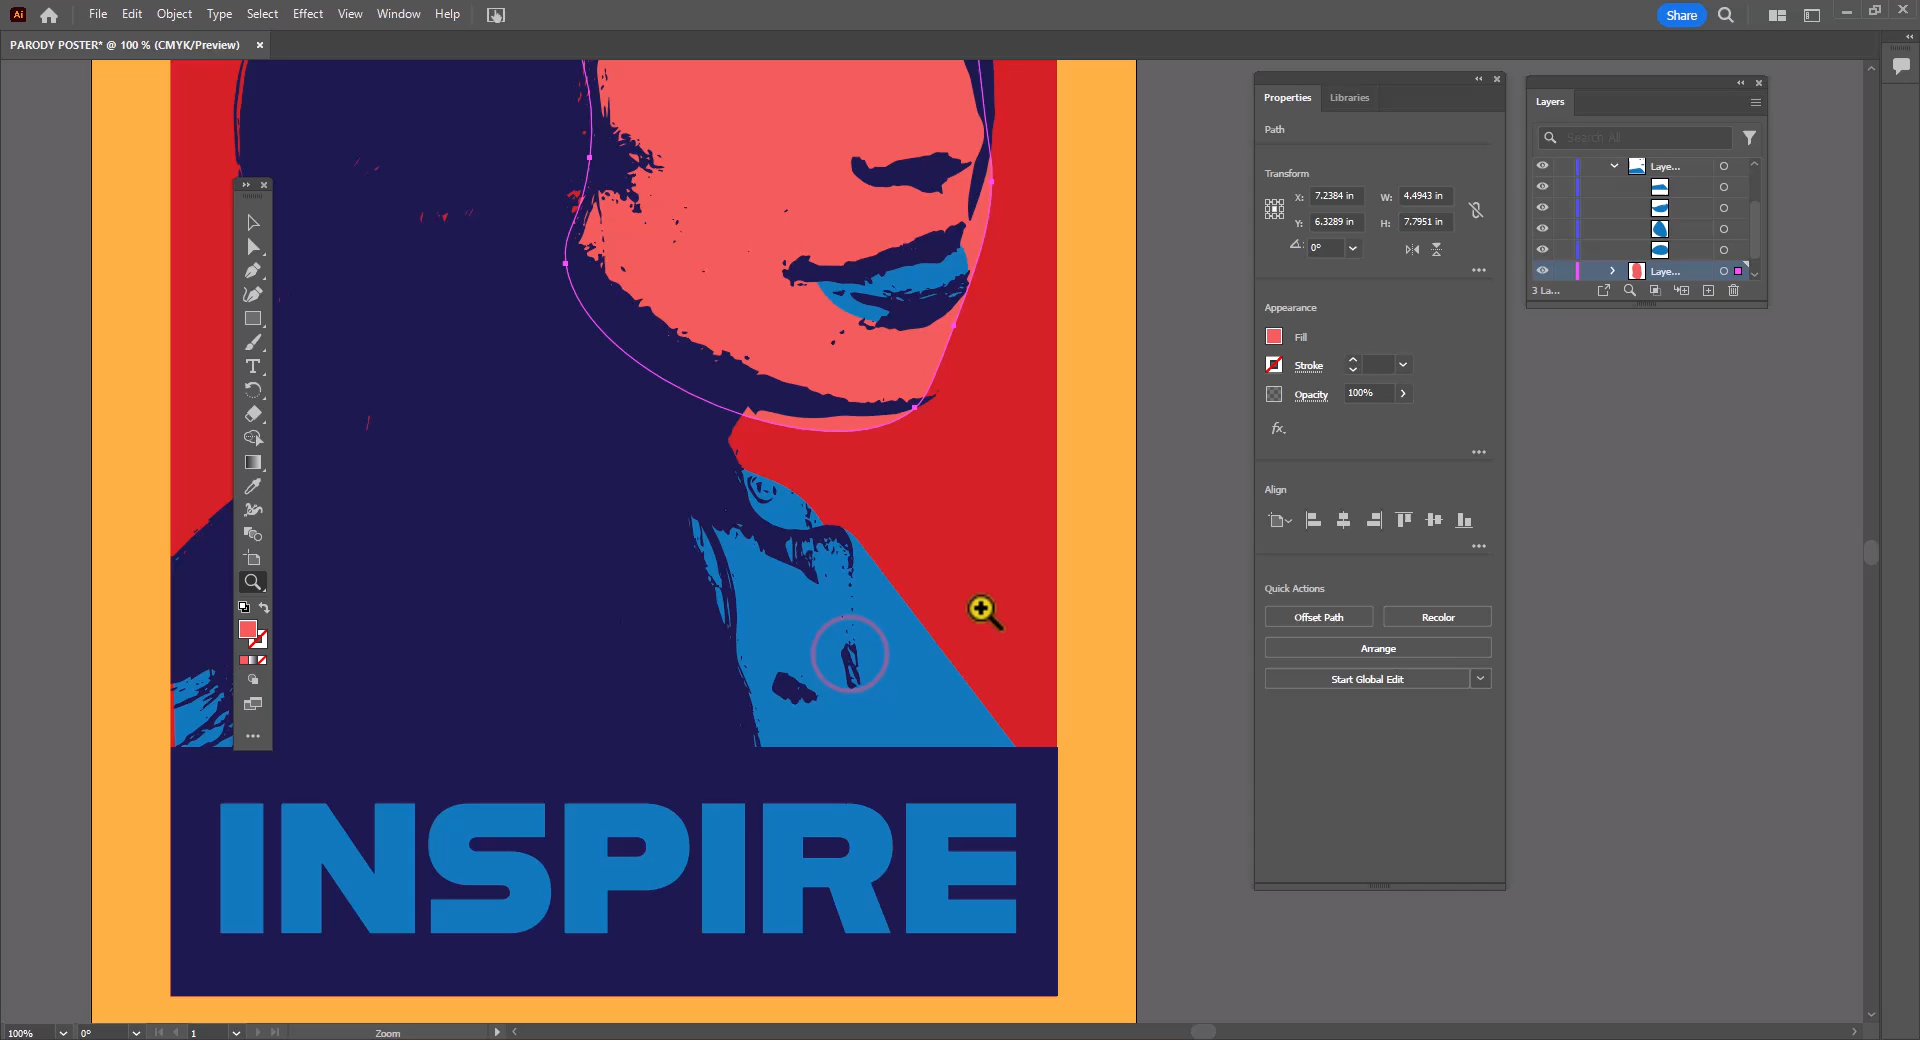 Ai File Edit Object Type Select Effect View Window Help Share
PARODY POSTER* @ 100 % (CMYK/Preview) ×
Properties Libraries
Path
Transform
X: 7.2384 in W: 4.4943 in
Y: 6.3289 in H: 7.7951 in
0°
Appearance
Fill
Stroke
Opacity 100%
fx.
Align
Quick Actions
Offset Path Recolor
Arrange
Start Global Edit
Layers
Search All
Laye...
Laye...
3 La...
T
INSPIRE
100% 0° 1 Zoom